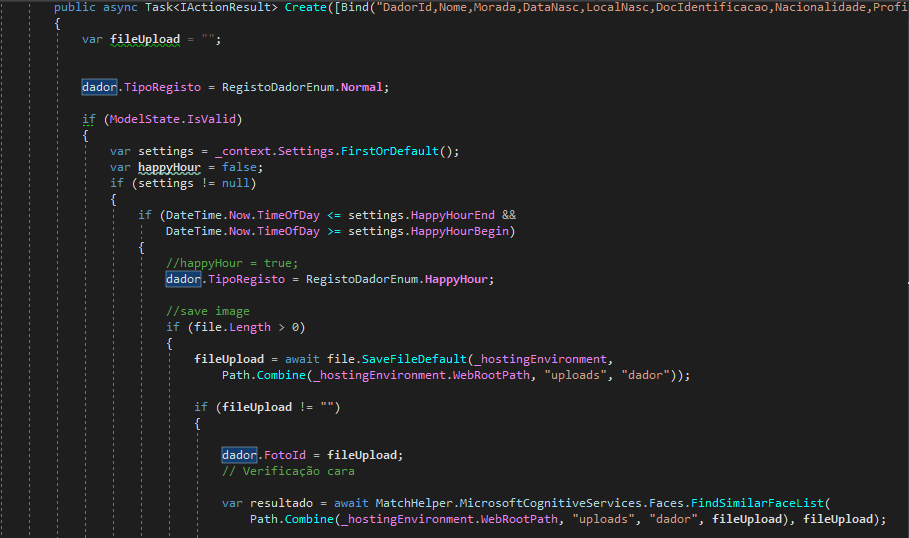 public async Task<IActionResult> Create([Bind("DadorId,Nome,Morada,DataNasc,LocalNasc,DocIdentificacao,Nacionalidade,Profi
{
var fileUpload = "";
dador.TipoRegisto = RegistoDadorEnum.Normal;
if (ModelState.IsValid)
{
var settings = _context.Settings.FirstOrDefault();
var happyHour = false;
if (settings != null)
{
if (DateTime.Now.TimeOfDay <= settings.HappyHourEnd &&
DateTime.Now.TimeOfDay >= settings.HappyHourBegin)
{
//happyHour = true;
dador.TipoRegisto = RegistoDadorEnum.HappyHour;
//save image
if (file.Length > 0)
{
fileUpload = await file.SaveFileDefault(_hostingEnvironment,
Path.Combine(_hostingEnvironment.WebRootPath, "uploads", "dador"));
if (fileUpload != "")
{
dador.FotoId = fileUpload;
// Verificação cara
var resultado = await MatchHelper.MicrosoftCognitiveServices.Faces.FindSimilarFaceList(
Path.Combine(_hostingEnvironment.WebRootPath, "uploads", "dador", fileUpload), fileUpload);